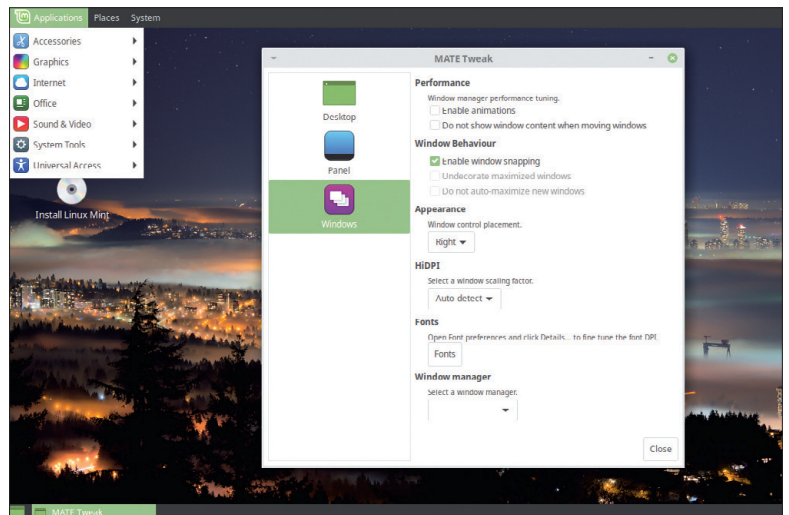 Applications Places System
Accessories
Graphics
Internet
Office
Sound & Video
System Tools
Universal Access
Install Linux Mint
MATE Tweak
Desktop
Panel
Windows
Performance
Window manager performance tuning.
Enable animations
Do not show window content when moving windows
Window Behaviour
Enable window snapping
Undecorate maximized windows
Do not auto-maximize new windows
Appearance
Window control placement.
Right
HiDPI
Select a window scaling factor.
Auto detect
Fonts
Open Font preferences and click Details... to fine tune the font DPI.
Fonts
Window manager
Select a window manager.
Close
MATE Tweak